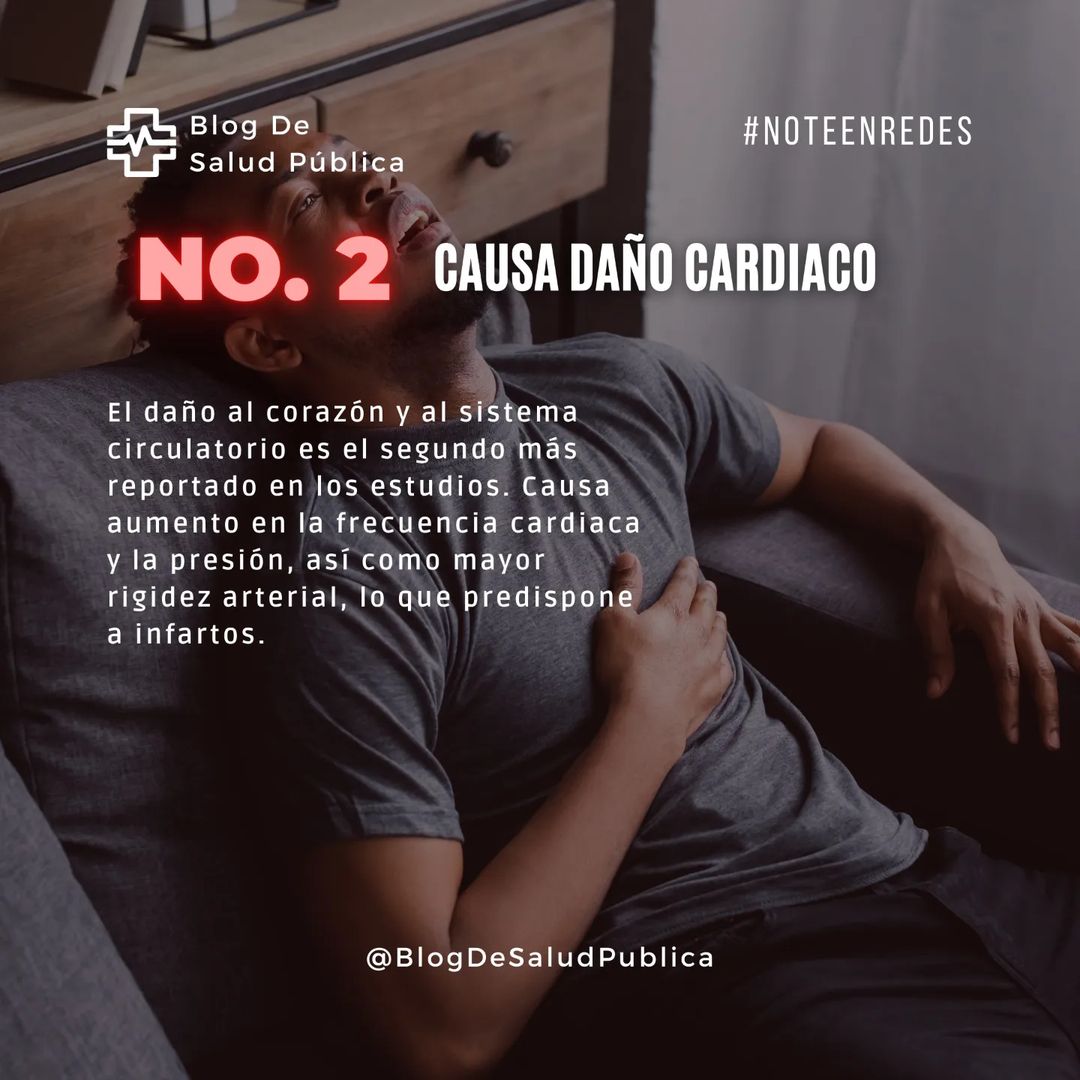 Blog De
Salud Pública
#NOTEENREDES
NO. 2 CAUSA DAÑO CARDIACO
El daño al corazón y al sistema
circulatorio es el segundo más
reportado en los estudios. Causa
aumento en la frecuencia cardiaca
y la presión, así como mayor
rigidez arterial, lo que predispone
a infartos.
@BlogDeSaludPublica